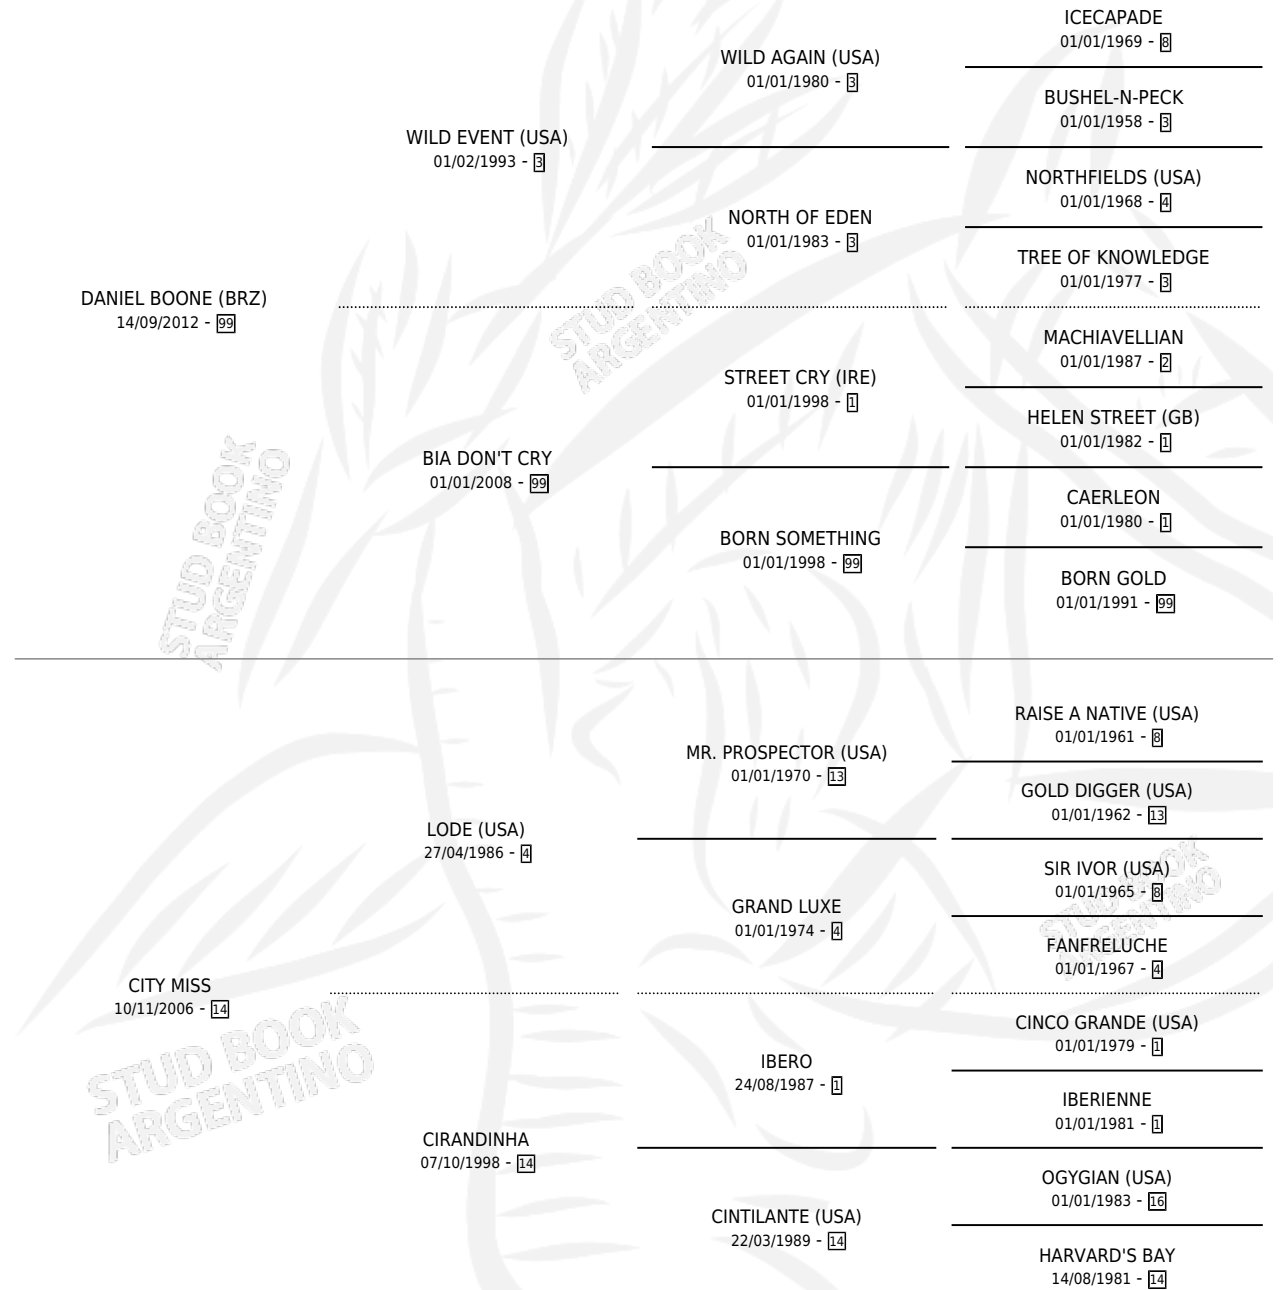 ICECAPADE
01/01/1969 - 8
WILD AGAIN (USA)
01/01/1980 - 3
BUSHEL-N-PECK
01/01/1958 - 3
WILD EVENT (USA)
01/02/1993 - 3
NORTHFIELDS (USA)
01/01/1968 - 4
NORTH OF EDEN
01/01/1983 - 3
TREE OF KNOWLEDGE
01/01/1977 - 3
DANIEL BOONE (BRZ)
14/09/2012 - 99
STUD BOOK
ARGENTINO
MACHIAVELLIAN
01/01/1987 - 2
STREET CRY (IRE)
01/01/1998 - 1
HELEN STREET (GB)
01/01/1982 - 1
BIA DON'T CRY
01/01/2008 - 99
CAERLEON
01/01/1980 - 1
BORN SOMETHING
01/01/1998 - 99
BORN GOLD
01/01/1991 - 99
STUD BOOK
ARGENTINO
RAISE A NATIVE (USA)
01/01/1961 - 8
MR. PROSPECTOR (USA)
01/01/1970 - 13
GOLD DIGGER (USA)
01/01/1962 - 13
LODE (USA)
27/04/1986 - 4
SIR IVOR (USA)
01/01/1965 - 8
GRAND LUXE
01/01/1974 - 4
STUD BOOK
ARGENTINO
FANFRELUCHE
01/01/1967 - 4
CITY MISS
10/11/2006 - 14
CINCO GRANDE (USA)
01/01/1979 - 1
IBERO
24/08/1987 - 1
STUD BOOK
ARGENTINO
IBERIENNE
01/01/1981 - 1
CIRANDINHA
07/10/1998 - 14
OGYGIAN (USA)
01/01/1983 - 16
CINTILANTE (USA)
22/03/1989 - 14
HARVARD'S BAY
14/08/1981 - 14